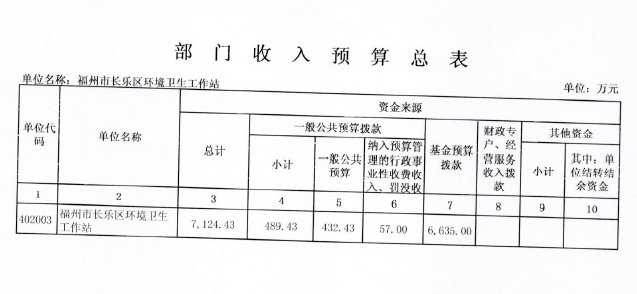 部门收入预算总表
单位名称：福州市长乐区环境卫生工作站 单位：万元
单位代码 单位名称 资金来源
总计 一般公共预算拨款 基金预算拨款 财政专户、经营服务收入拨款 其他资金
小计 一般公共预算 纳入预算管理的行政事业性收费收入、罚没收 小计 其中：单位结转结余资金
1 2 3 4 5 6 7 8 9 10
402003 福州市长乐区环境卫生工作站 7,124.43 489.43 432.43 57.00 6,635.00